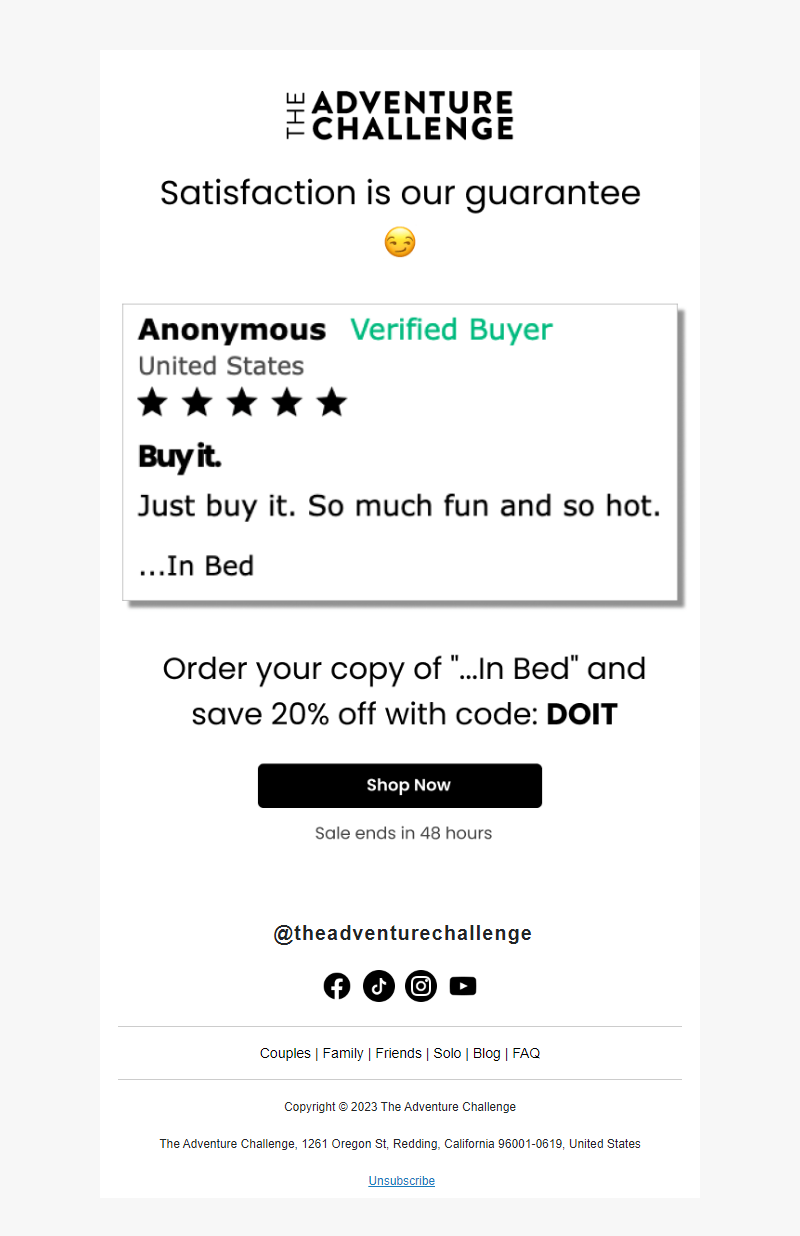 THE ADVENTURE
CHALLENGE
Satisfaction is our guarantee
😏
Anonymous Verified Buyer
United States
★ ★ ★ ★ ★
Buy it.
Just buy it. So much fun and so hot.
...In Bed
Order your copy of "...In Bed" and
save 20% off with code: DOIT
Shop Now
Sale ends in 48 hours
@theadventurechallenge
Couples | Family | Friends | Solo | Blog | FAQ
Copyright © 2023 The Adventure Challenge
The Adventure Challenge, 1261 Oregon St, Redding, California 96001-0619, United States
Unsubscribe